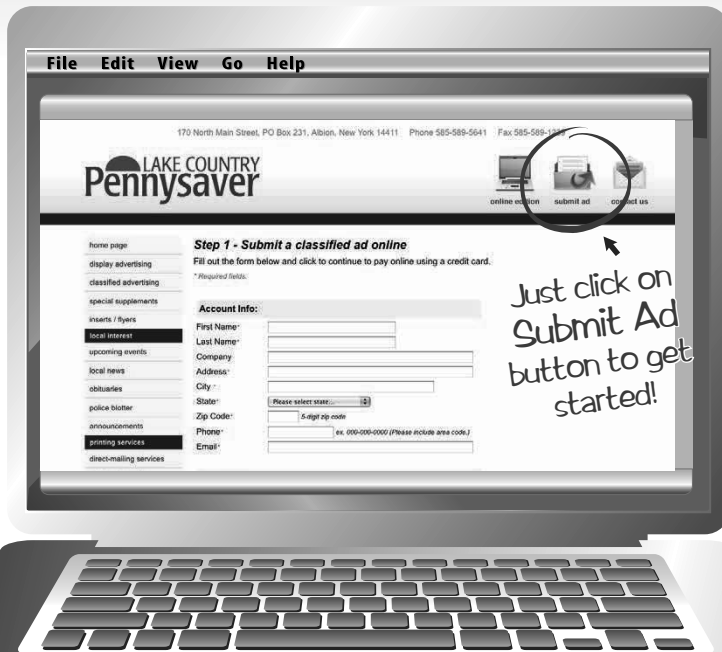 File Edit View Go Help
170 North Main Street, PO Box 231, Albion, New York 14411 Phone 585-589-5641 Fax 585-589-1239
LAKE COUNTRY
Pennysaver
online edition submit ad contact us
home page
display advertising
classified advertising
special supplements
inserts / flyers
local interest
upcoming events
local news
obituaries
police blotter
announcements
printing services
direct-mailing services
Step 1 - Submit a classified ad online
Fill out the form below and click to continue to pay online using a credit card.
* Required fields.
Account Info:
First Name*
Last Name*
Company
Address*
City *
State* Please select state...
Zip Code* 5-digit zip code
Phone* ex. 000-000-0000 (Please include area code.)
Email*
Just click on
Submit Ad
button to get
started!